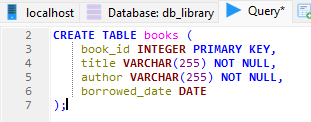 localhost Database: db_library Query*
2 CREATE TABLE books (
3 book_id INTEGER PRIMARY KEY,
4 title VARCHAR(255) NOT NULL,
5 author VARCHAR(255) NOT NULL,
6 borrowed_date DATE
7 );